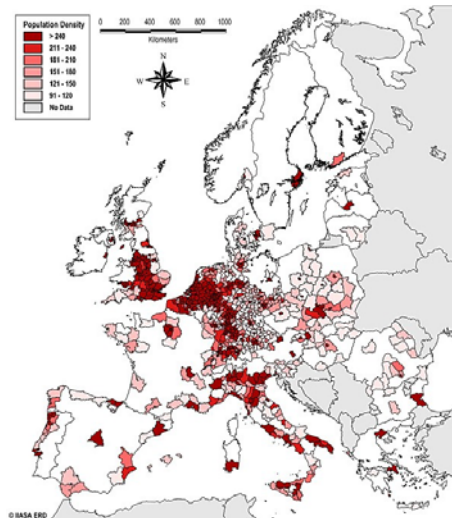 Population Density
> 240
211 - 240
181 - 210
151 - 180
121 - 150
91 - 120
No Data
0 200 400 600 800 1000
Kilometers
N
W E
S
© IIASA ERD